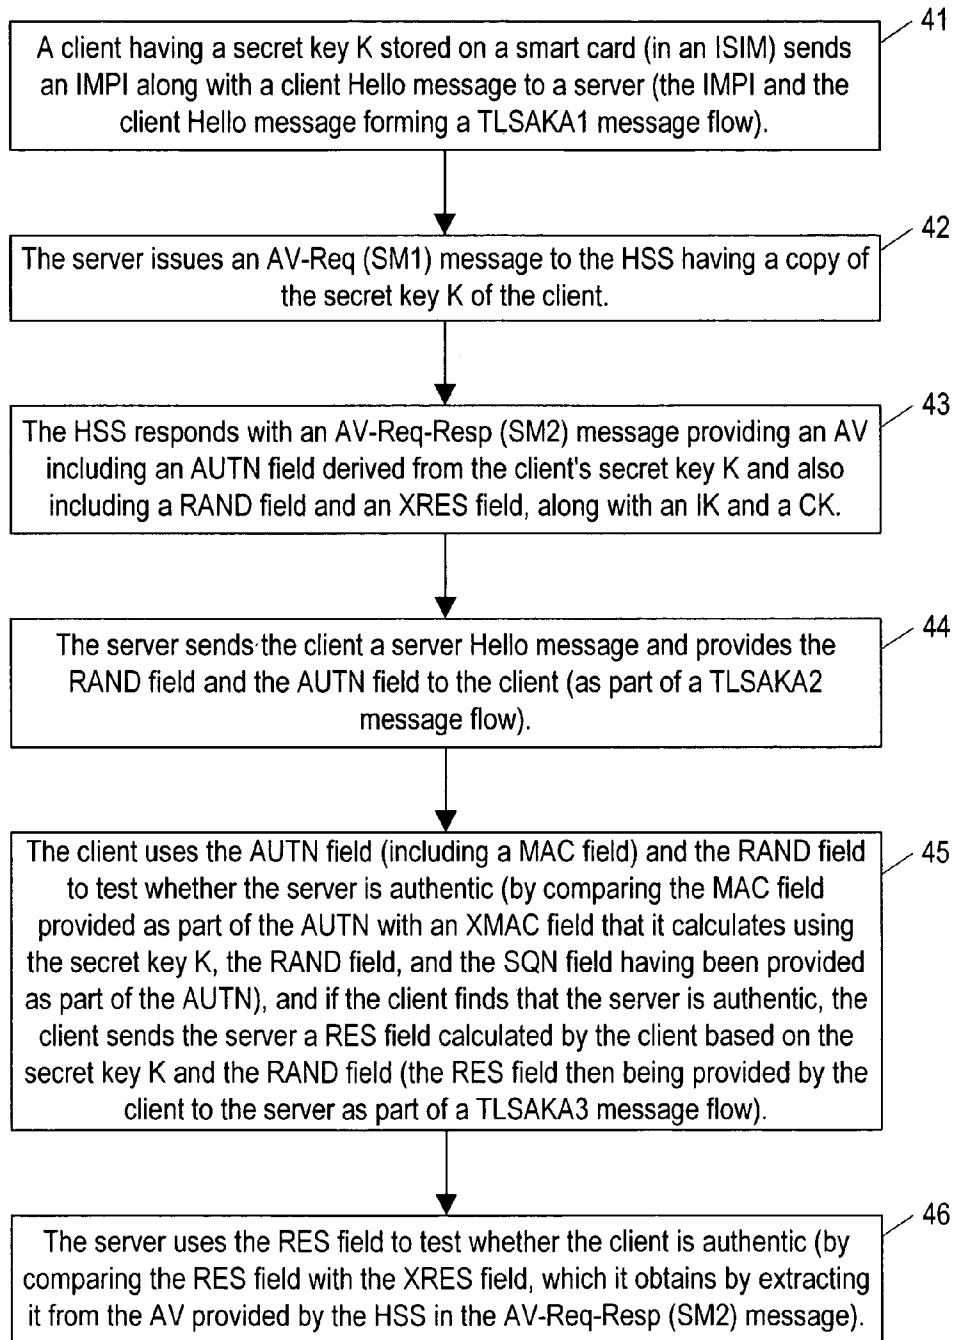 41
A client having a secret key K stored on a smart card (in an ISIM) sends
an IMPI along with a client Hello message to a server (the IMPI and the
client Hello message forming a TLSAKA1 message flow).
42
The server issues an AV-Req (SM1) message to the HSS having a copy of
the secret key K of the client.
43
The HSS responds with an AV-Req-Resp (SM2) message providing an AV
including an AUTN field derived from the client's secret key K and also
including a RAND field and an XRES field, along with an IK and a CK.
44
The server sends the client a server Hello message and provides the
RAND field and the AUTN field to the client (as part of a TLSAKA2
message flow).
45
The client uses the AUTN field (including a MAC field) and the RAND field
to test whether the server is authentic (by comparing the MAC field
provided as part of the AUTN with an XMAC field that it calculates using
the secret key K, the RAND field, and the SQN field having been provided
as part of the AUTN), and if the client finds that the server is authentic, the
client sends the server a RES field calculated by the client based on the
secret key K and the RAND field (the RES field then being provided by the
client to the server as part of a TLSAKA3 message flow).
46
The server uses the RES field to test whether the client is authentic (by
comparing the RES field with the XRES field, which it obtains by extracting
it from the AV provided by the HSS in the AV-Req-Resp (SM2) message).